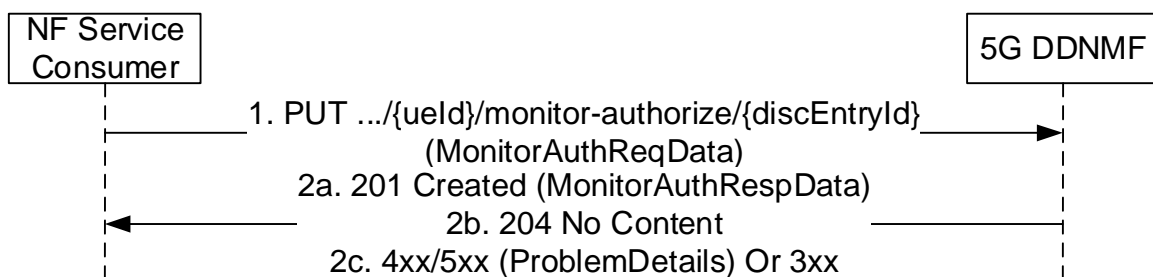 NF Service
Consumer
5G DDNMF
1. PUT .../{ueId}/monitor-authorize/{discEntryId}
(MonitorAuthReqData)
2a. 201 Created (MonitorAuthRespData)
2b. 204 No Content
2c. 4xx/5xx (ProblemDetails) Or 3xx